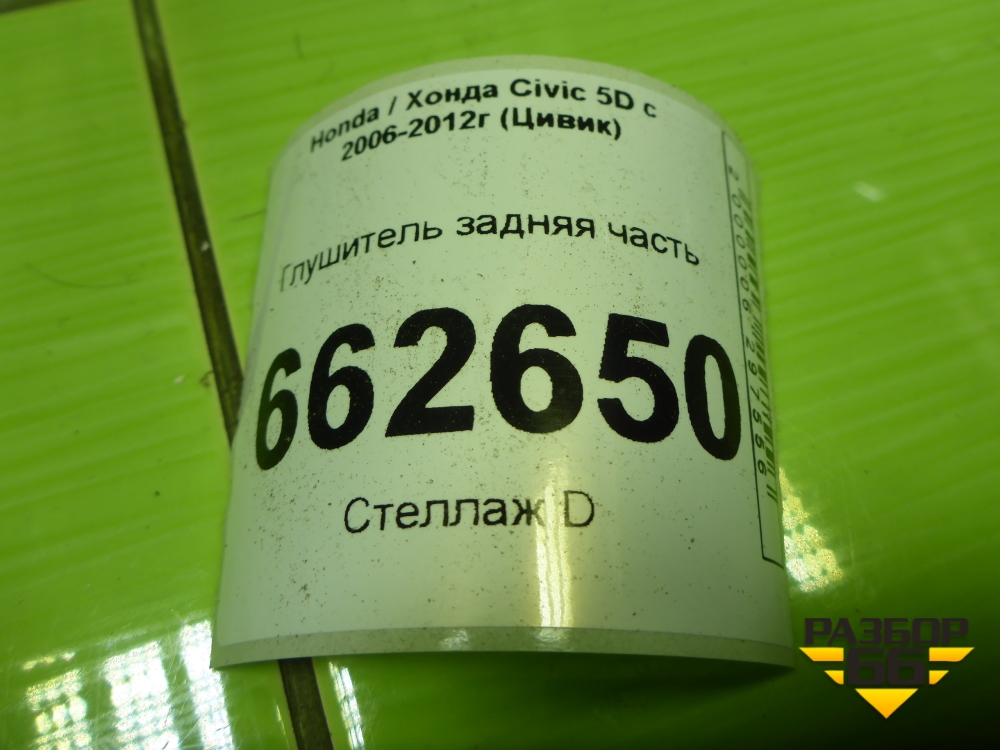 Honda / Хонда Civic 5D с
2006-2012г (Цивик)
Глушитель задняя часть
662650
Стеллаж D
РАЗБОР
66